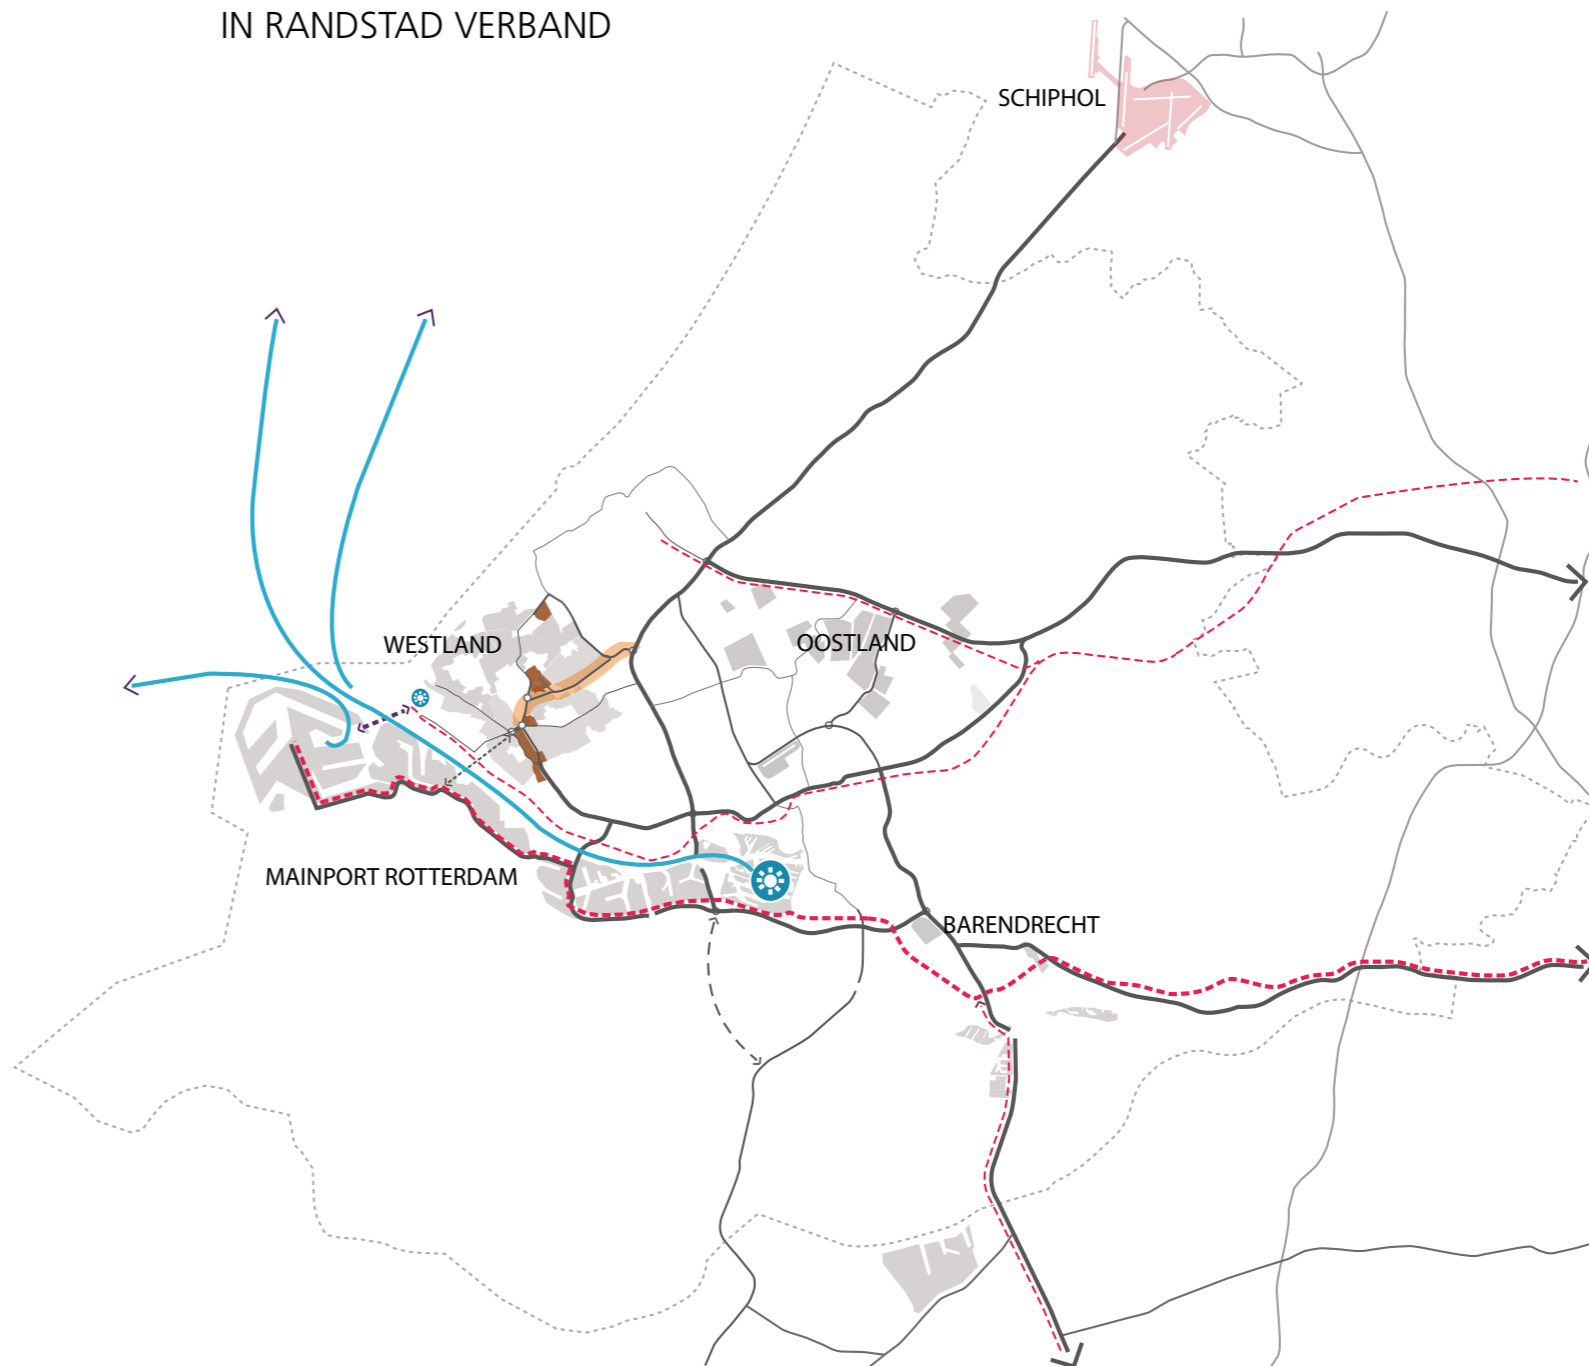 IN RANDSTAD VERBAND
SCHIPHOL
WESTLAND
OOSTLAND
MAINPORT ROTTERDAM
BARENDRECHT